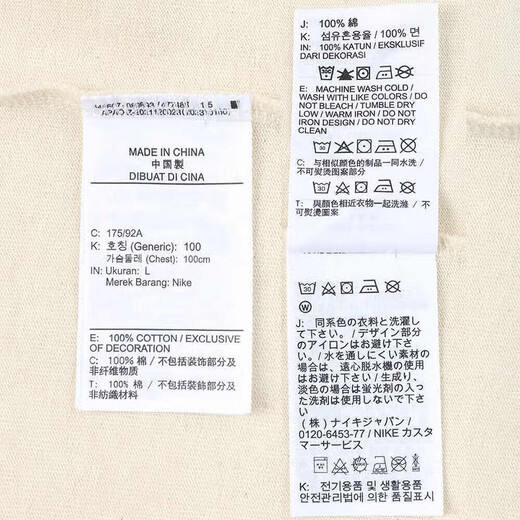 MADE IN CHINA
中国製
DIBUAT DI CINA
C: 175/92A
K: 호칭 (Generic): 100
가슴둘레 (Chest): 100cm
IN: Ukuran: L
Merek Barang: Nike
E: 100% COTTON / EXCLUSIVE
OF DECORATION
C: 100% 棉 / 不包括装饰部分及
非纤维物质
T: 100% 棉 / 不包括裝飾部分及
非紡織材料
J: 100% 綿
K: 섬유혼용율 / 100% 면
IN: 100% KATUN / EKSKLUSIF
DARI DEKORASI
E: MACHINE WASH COLD /
WASH WITH LIKE COLORS / DO
NOT BLEACH / TUMBLE DRY
LOW / WARM IRON / DO NOT
IRON DESIGN / DO NOT DRY
CLEAN
C: 与相似颜色的制品一同水洗 /
不可熨烫图案部分
T: 與顏色相近衣物一起洗滌 / 不
可熨燙圖案部分
J: 同系色の衣料と洗濯し
て下さい。/ デザイン部分
のアイロンはお避け下さ
い。/ 水を通しにくい素材の
場合は、遠心脱水機の使用
はお避け下さい / 生成り、
淡色の場合は蛍光剤の入っ
た洗剤は使用しないで下さ
い
(株) ナイキジャパン /
0120-6453-77 / NIKE カスタ
マーサービス
K: 전기용품 및 생활용품
안전관리법에 의한 품질표시